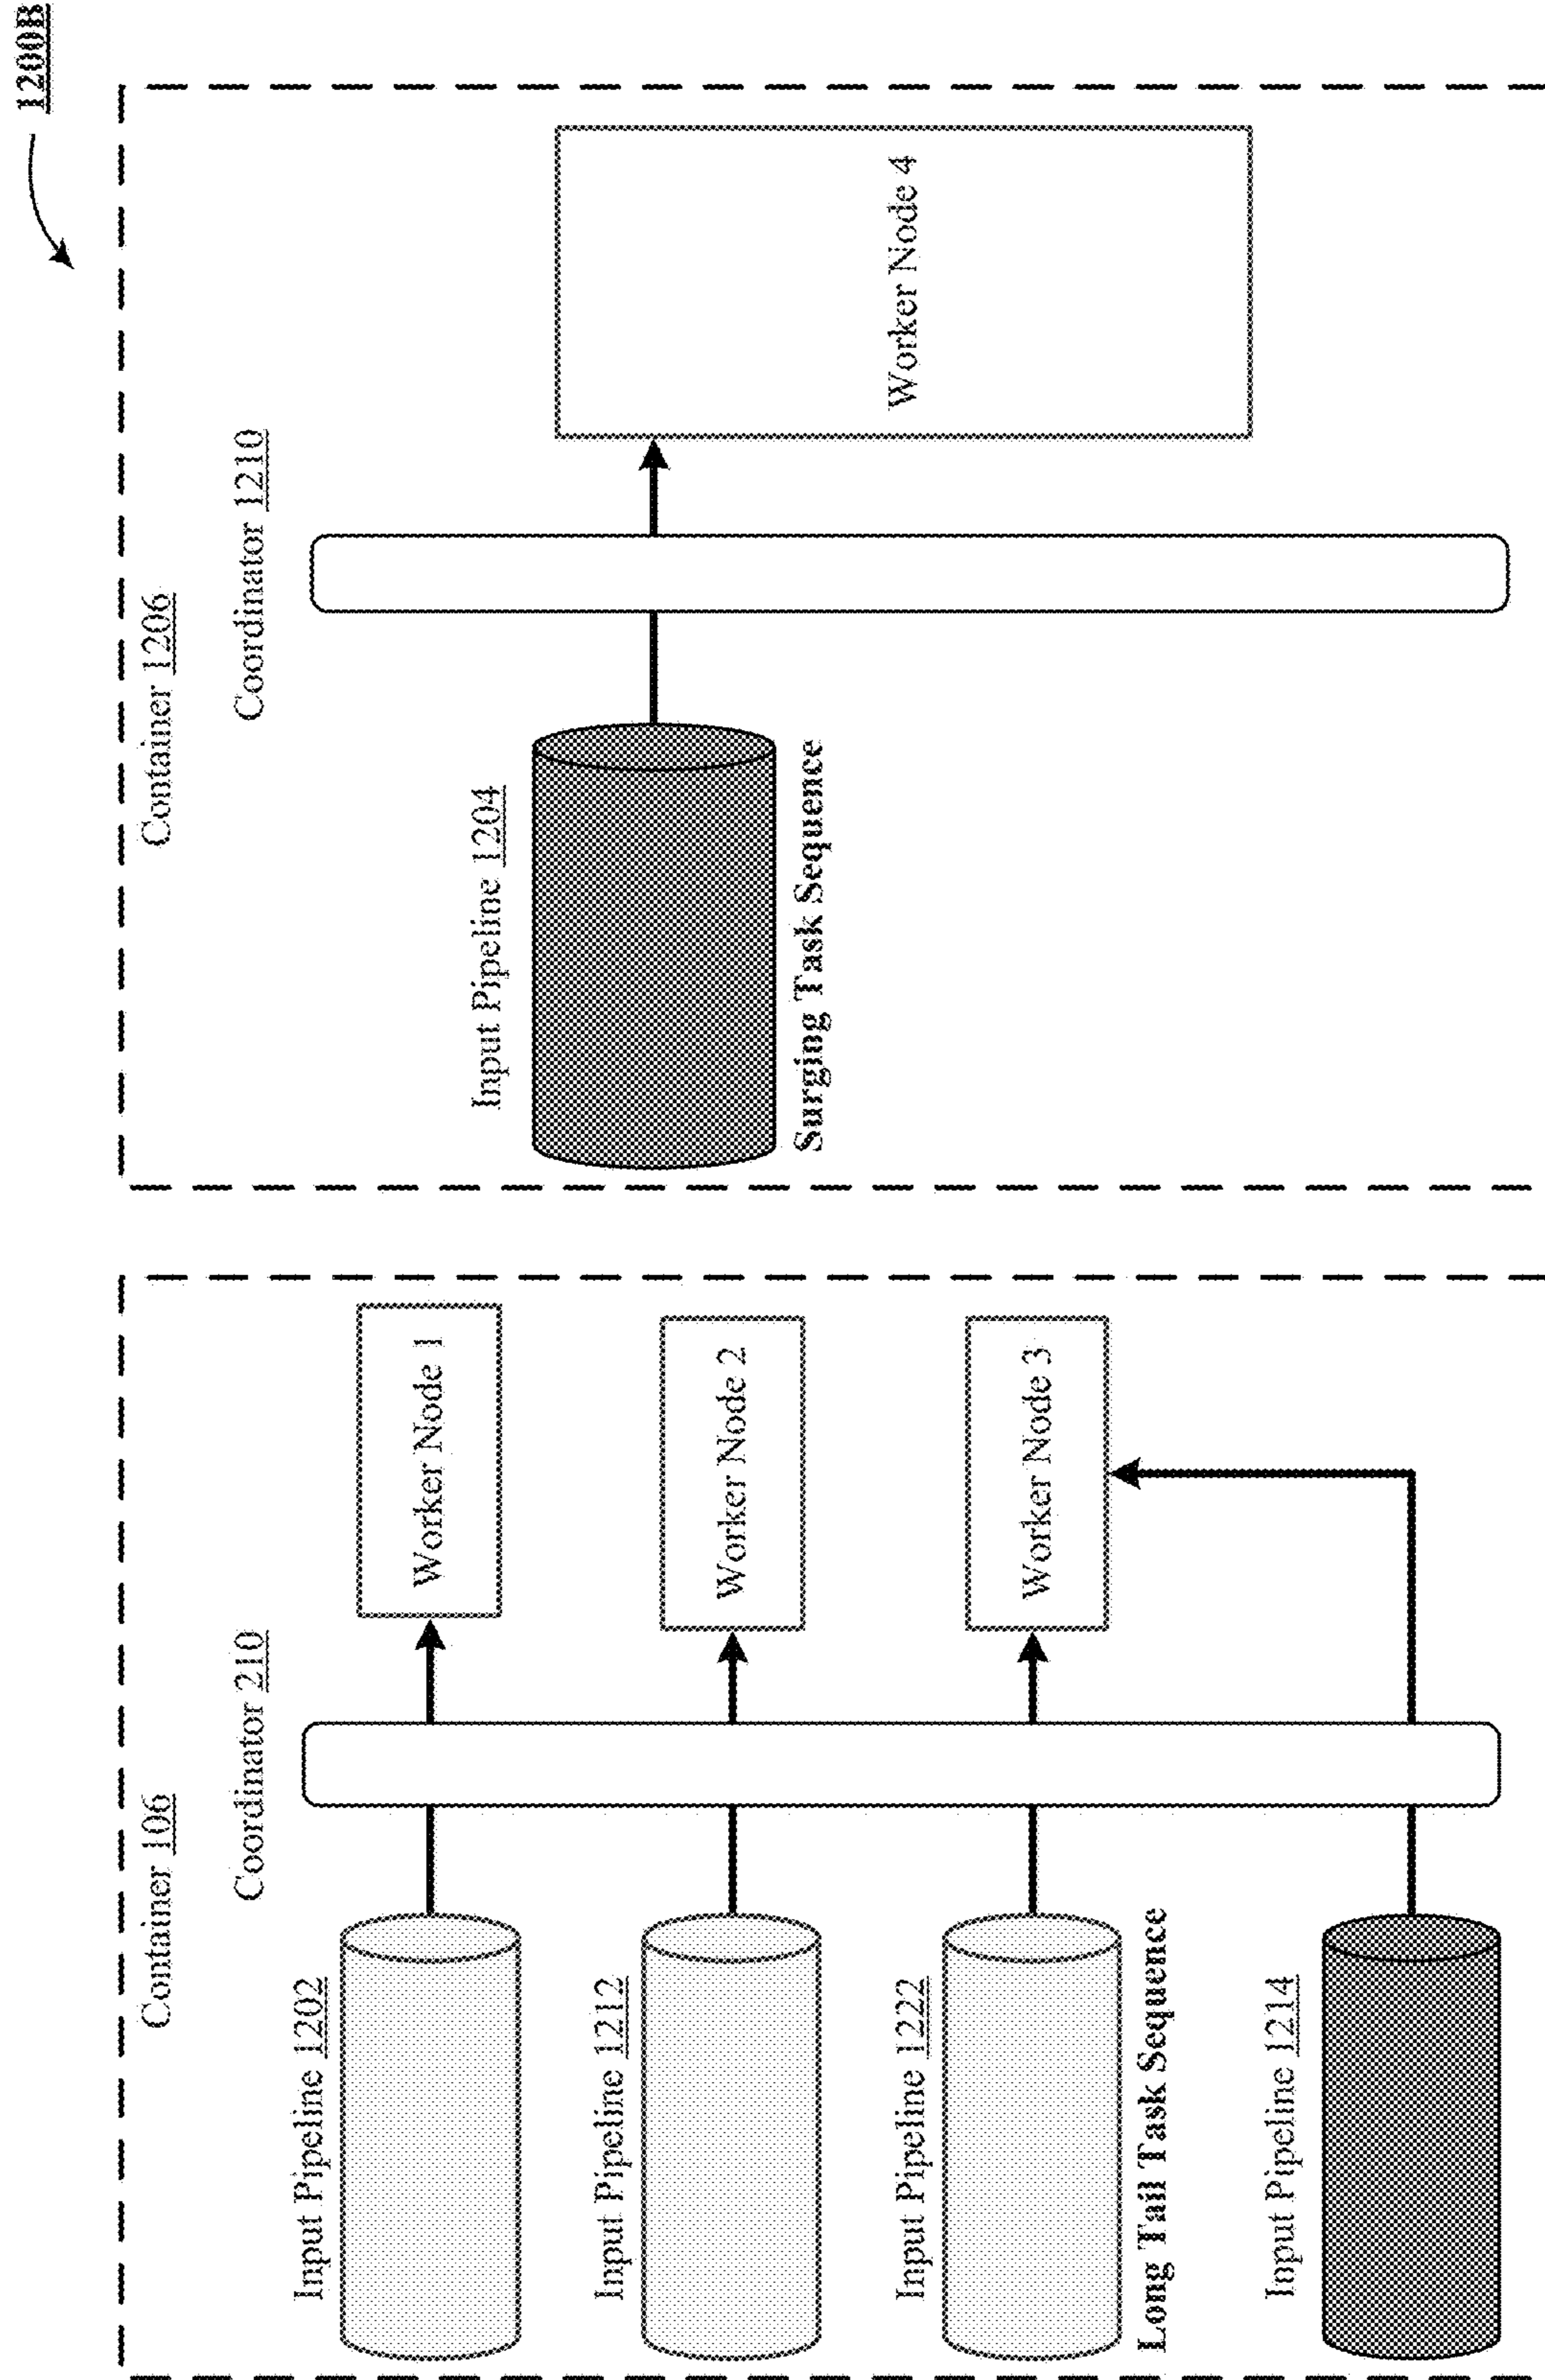 1200B
Container 106
Coordinator 210
Input Pipeline 1202
Worker Node 1
Input Pipeline 1212
Worker Node 2
Input Pipeline 1222
Worker Node 3
Long Tail Task Sequence
Input Pipeline 1214
Container 1206
Coordinator 1210
Input Pipeline 1204
Worker Node 4
Surging Task Sequence